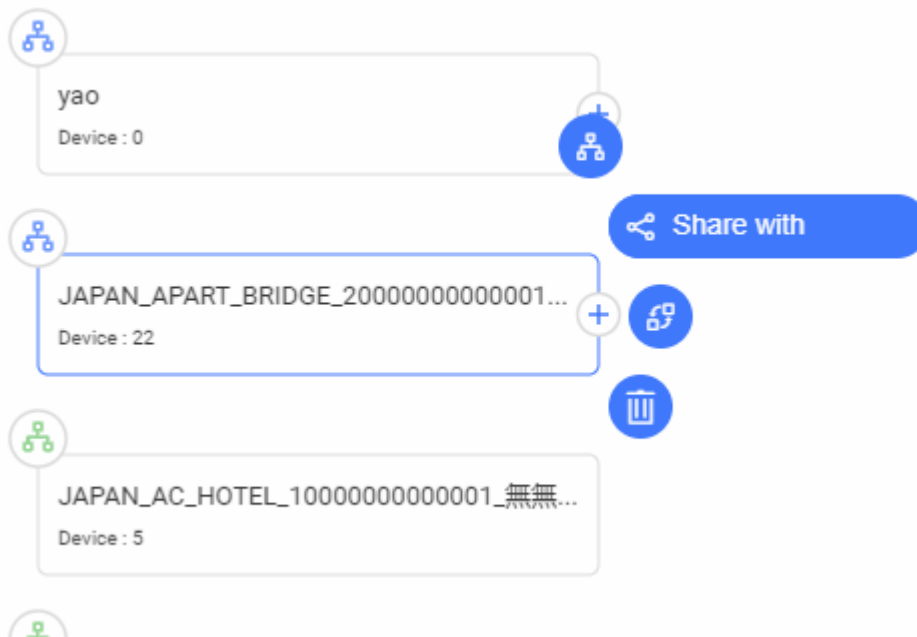 yao
Device : 0
Share with
JAPAN_APART_BRIDGE_20000000000001...
Device : 22
JAPAN_AC_HOTEL_10000000000001_無無...
Device : 5